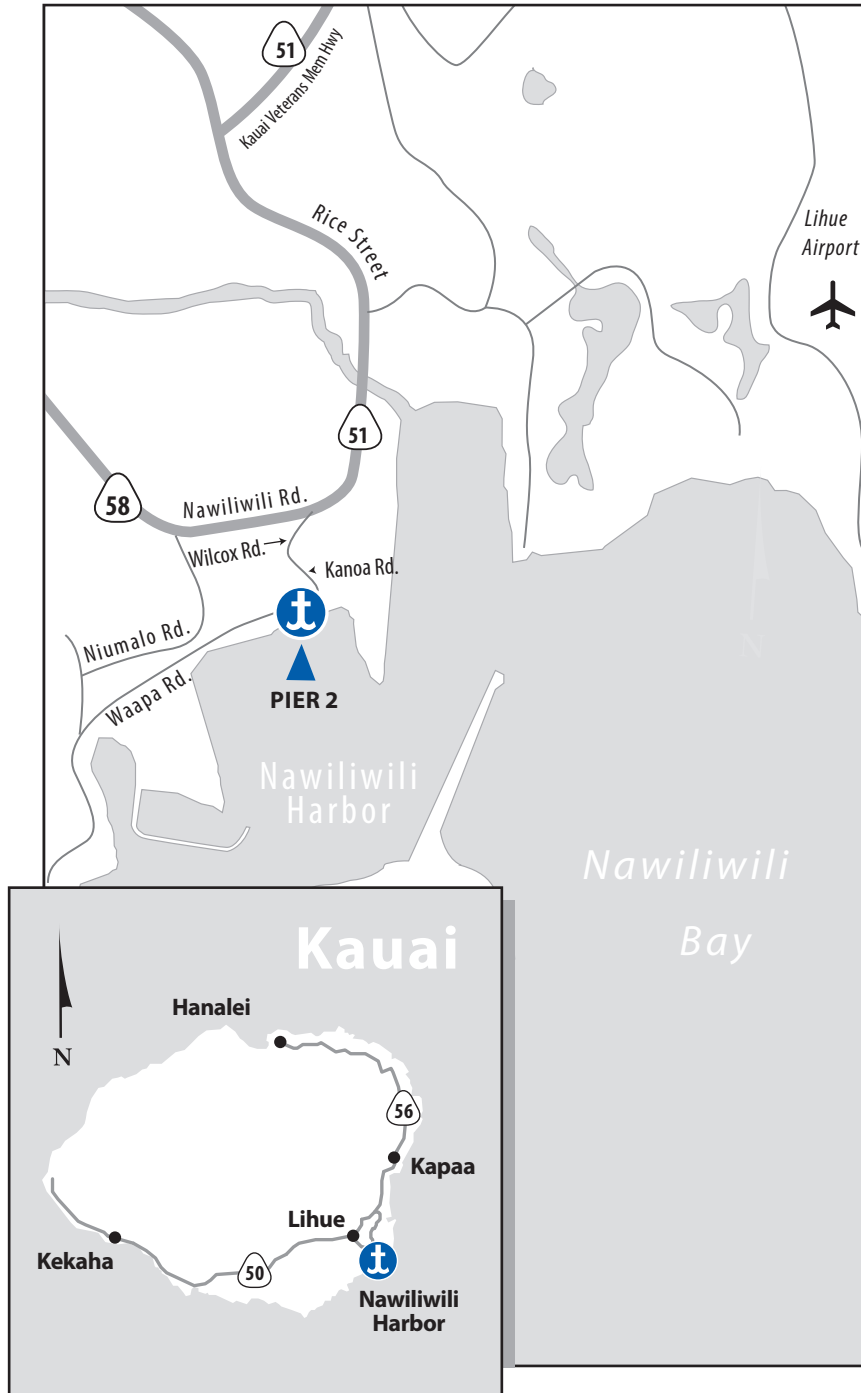 51
Kauai Veterans Mem Hwy
Rice Street
Lihue
Airport
51
58
Nawiliwili Rd.
Wilcox Rd.
Kanoa Rd.
Niumalo Rd.
Waapa Rd.
PIER 2
N
Nawiliwili
Harbor
Nawiliwili
Bay
Kauai
N
Hanalei
56
Kapaa
Lihue
Kekaha
50
Nawiliwili
Harbor